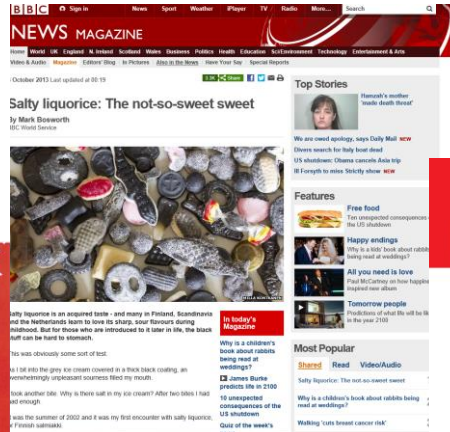 BBC Sign in News Sport Weather iPlayer TV Radio More... Search
NEWS MAGAZINE
Home World UK England N. Ireland Scotland Wales Business Politics Health Education Sci/Environment Technology Entertainment & Arts
Video & Audio Magazine Editors' Blog In Pictures Also in the News Have Your Say Special Reports
October 2013 Last updated at 00:19
Share
Salty liquorice: The not-so-sweet sweet
By Mark Bosworth
BBC World Service
Salty liquorice is an acquired taste - and many in Finland, Scandinavia
and the Netherlands learn to love its sharp, sour flavours during
childhood. But for those who are introduced to it later in life, the black
stuff can be hard to stomach.
This was obviously some sort of test.
As I bit into the grey ice cream covered in a thick black coating, an
overwhelmingly unpleasant sourness filled my mouth.
I took another bite. Why is there salt in my ice cream? After two bites I had
had enough
It was the summer of 2002 and it was my first encounter with salty liquorice,
or Finnish salmiakki.
In today's
Magazine
Why is a children's
book about rabbits
being read at
weddings?
James Burke
predicts life in 2100
10 unexpected
consequences of the
US shutdown
Quiz of the week's
Top Stories
Hamzah's mother
'made death threat'
We are owed apology, says Daily Mail NEW
Divers search for Italy boat dead
US shutdown: Obama cancels Asia trip
B Forsyth to miss Strictly show NEW
Features
Free food
Ten unexpected consequences
the US shutdown
Happy endings
Why is a kids' book about rabbits
being read at weddings?
All you need is love
Paul McCartney on how happiness
inspired new album
Tomorrow people
Predictions of what life will be like
in the year 2100
Most Popular
Shared Read Video/Audio
Salty liquorice: The not-so-sweet sweet
Why is a children's book about rabbits being
read at weddings?
Walking 'cuts breast cancer risk'